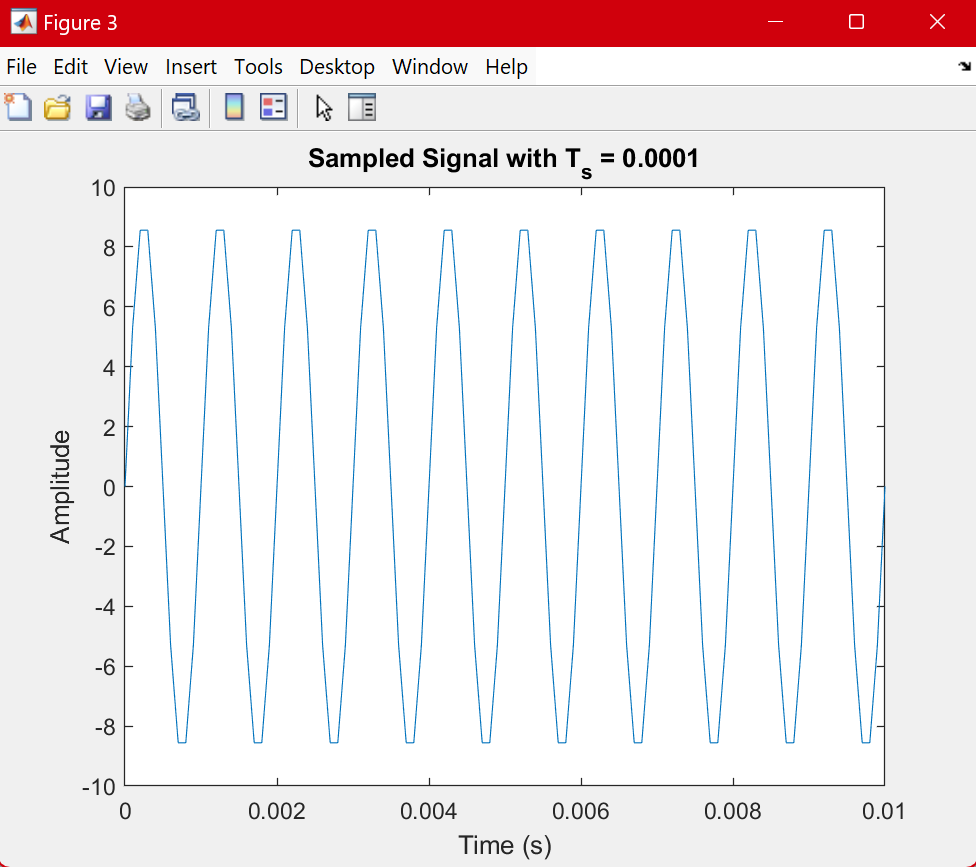 Figure 3
File Edit View Insert Tools Desktop Window Help
Sampled Signal with Ts = 0.0001
10
8
6
4
2
0
-2
-4
-6
-8
-10
Amplitude
0 0.002 0.004 0.006 0.008 0.01
Time (s)